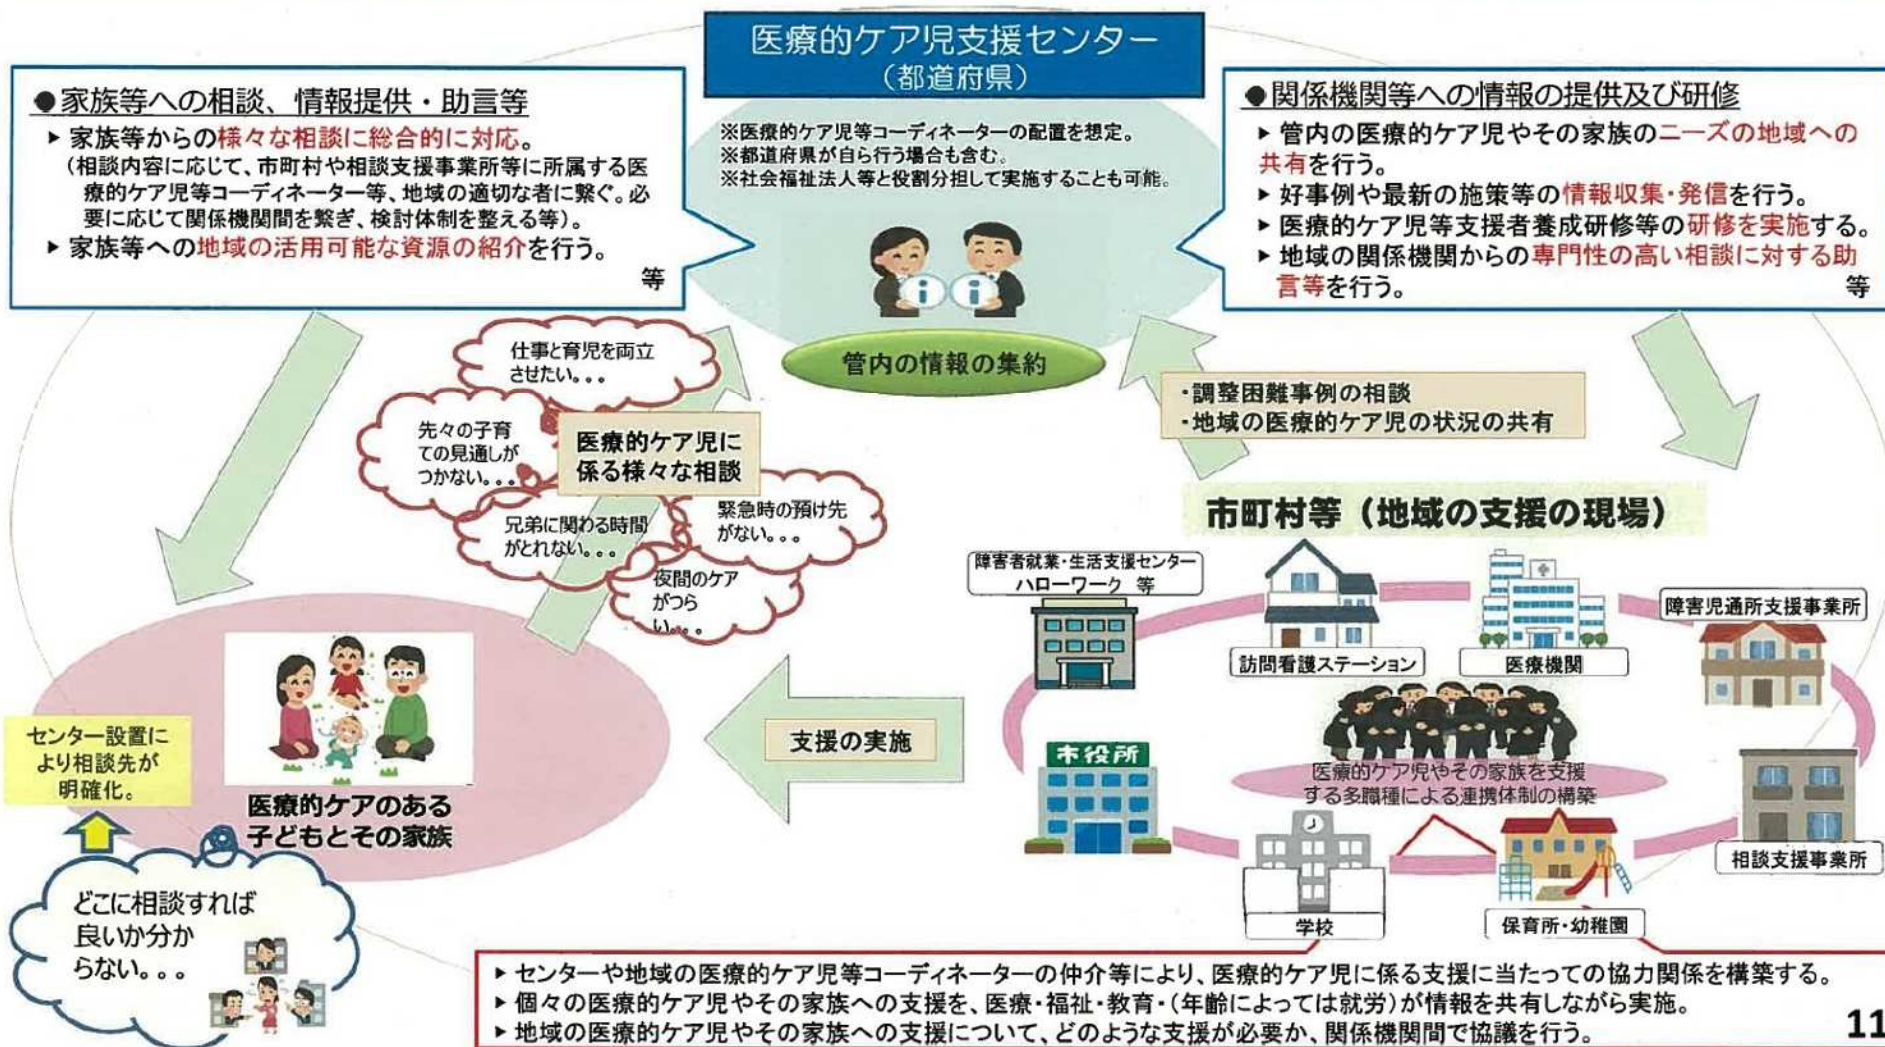 医療的ケア児支援センター
（都道府県）
※医療的ケア児等コーディネーターの配置を想定。
※都道府県が自ら行う場合も含む。
※社会福祉法人等と役割分担して実施することも可能。
i i
管内の情報の集約
●家族等への相談、情報提供・助言等
▶ 家族等からの様々な相談に総合的に対応。
（相談内容に応じて、市町村や相談支援事業所等に所属する医
療的ケア児等コーディネーター等、地域の適切な者に繋ぐ。必
要に応じて関係機関間を繋ぎ、検討体制を整える等）。
▶ 家族等への地域の活用可能な資源の紹介を行う。
等
●関係機関等への情報の提供及び研修
▶ 管内の医療的ケア児やその家族のニーズの地域への
共有を行う。
▶ 好事例や最新の施策等の情報収集・発信を行う。
▶ 医療的ケア児等支援者養成研修等の研修を実施する。
▶ 地域の関係機関からの専門性の高い相談に対する助
言等を行う。
等
仕事と育児を両立
させたい。。。
先々の子育
ての見通しが
つかない。。。
医療的ケア児に
係る様々な相談
兄弟に関わる時間
がとれない。。。
緊急時の預け先
がない。。。
夜間のケア
がつら
い。。。
・調整困難事例の相談
・地域の医療的ケア児の状況の共有
市町村等（地域の支援の現場）
障害者就業・生活支援センター
ハローワーク 等
訪問看護ステーション
医療機関
障害児通所支援事業所
市役所
医療的ケア児やその家族を支援
する多職種による連携体制の構築
相談支援事業所
学校
保育所・幼稚園
支援の実施
医療的ケアのある
子どもとその家族
センター設置に
より相談先が
明確化。
どこに相談すれば
良いか分か
らない。。。
▶ センターや地域の医療的ケア児等コーディネーターの仲介等により、医療的ケア児に係る支援に当たっての協力関係を構築する。
▶ 個々の医療的ケア児やその家族への支援を、医療・福祉・教育・（年齢によっては就労）が情報を共有しながら実施。
▶ 地域の医療的ケア児やその家族への支援について、どのような支援が必要か、関係機関間で協議を行う。
11